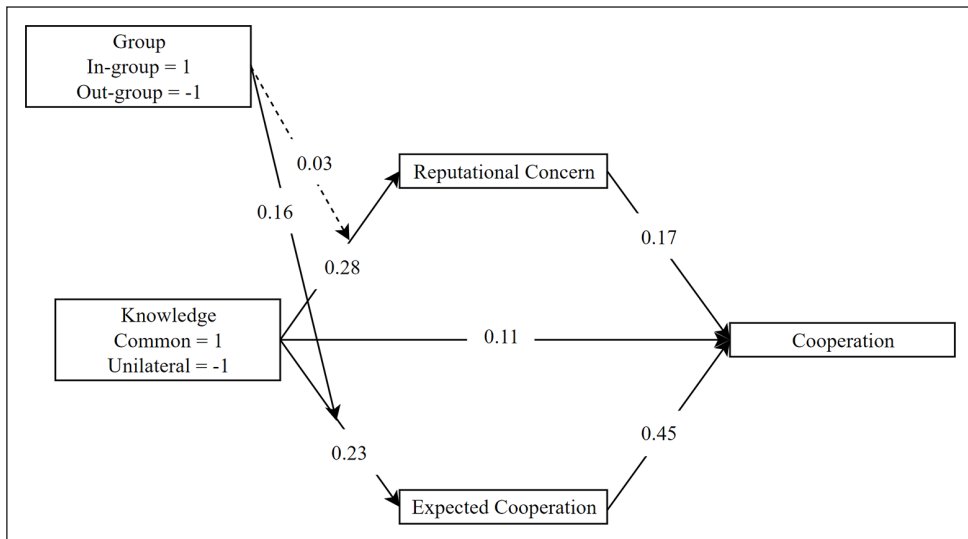 Group
In-group = 1
Out-group = -1
0.03
Reputational Concern
0.16
0.17
0.28
Knowledge
Common = 1
Unilateral = -1
0.11
Cooperation
0.23
0.45
Expected Cooperation